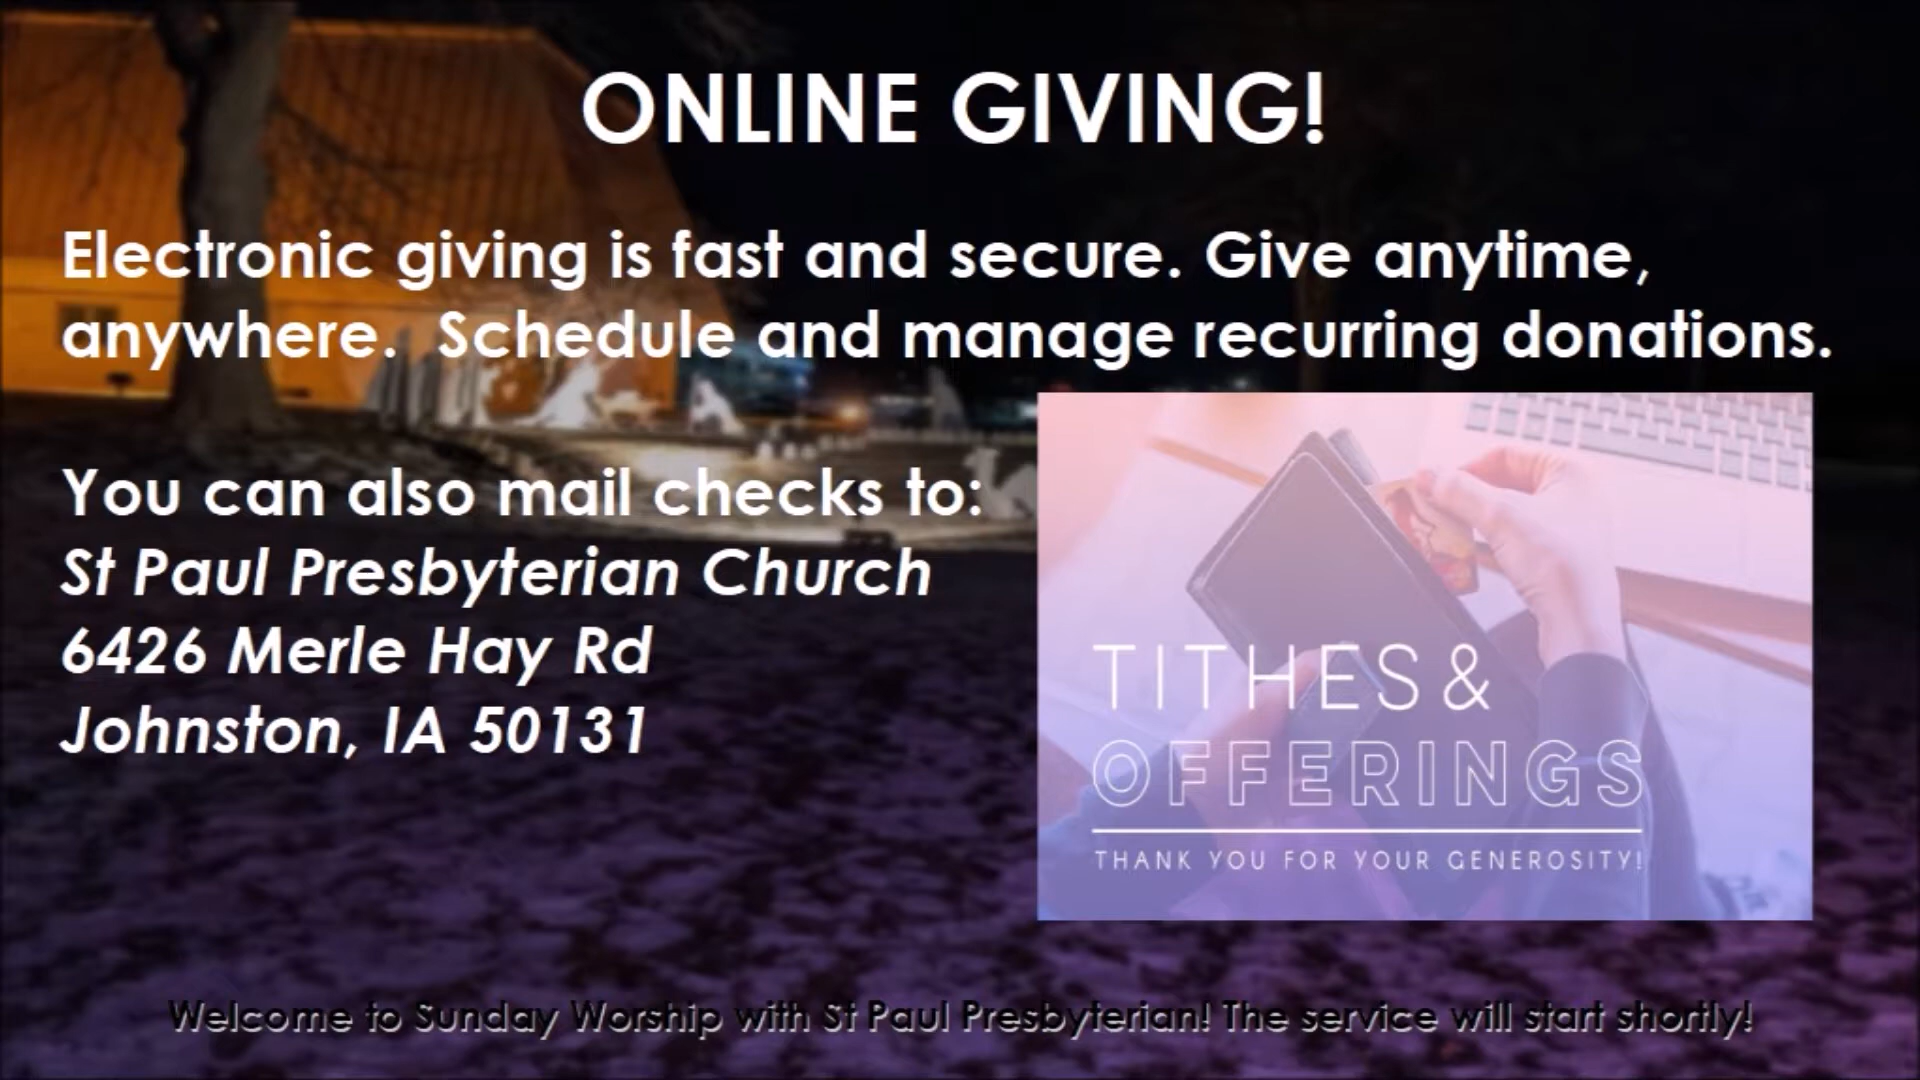 ONLINE GIVING!
Electronic giving is fast and secure. Give anytime,
anywhere.  Schedule and manage recurring donations.
You can also mail checks to:
St Paul Presbyterian Church
6426 Merle Hay Rd
Johnston, IA 50131
TITHES &
OFFERINGS
THANK YOU FOR YOUR GENEROSITY!
Welcome to Sunday Worship with St Paul Presbyterian! The service will start shortly!